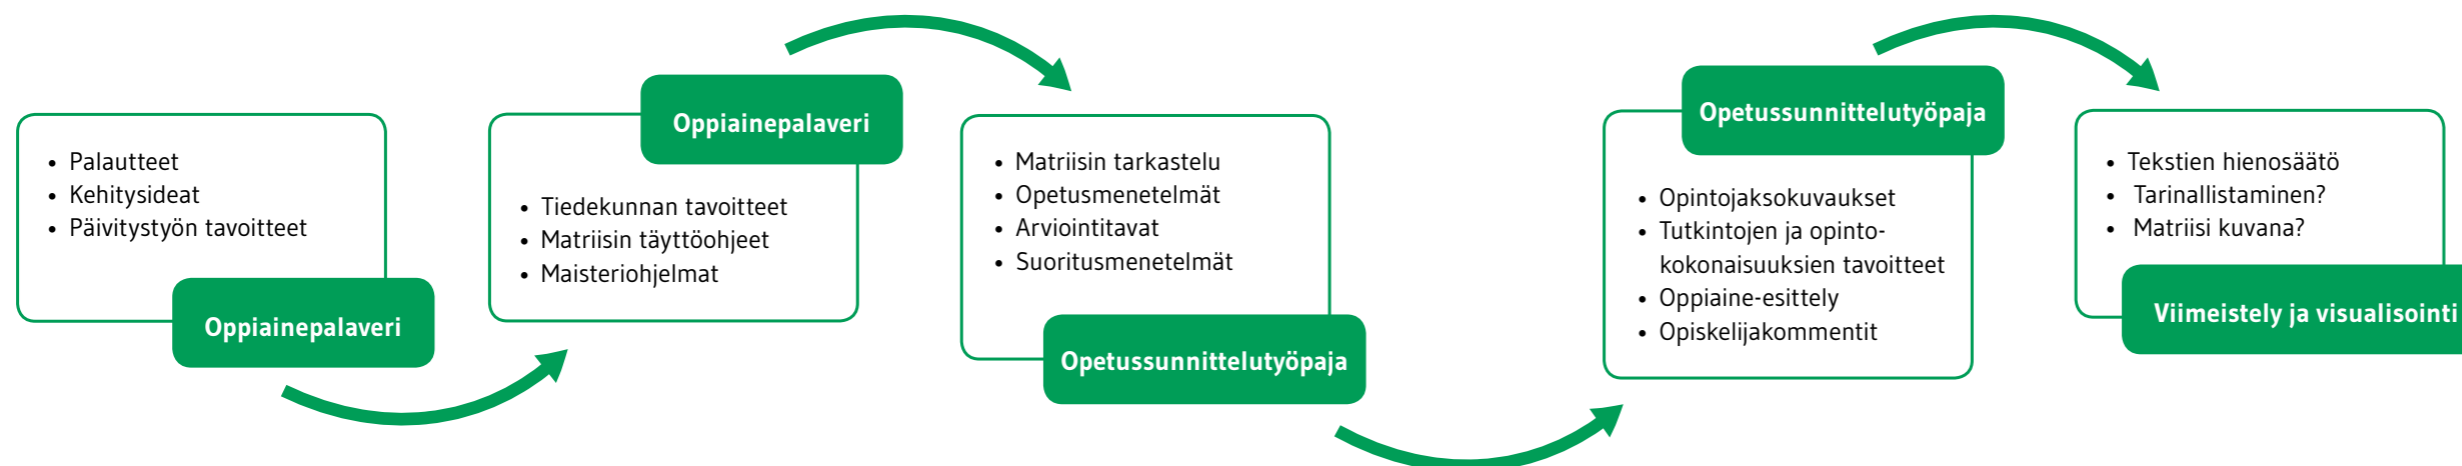 • Palautteet
• Kehitysideat
• Päivitystyön tavoitteet
Oppiainepalaveri
Oppiainepalaveri
• Tiedekunnan tavoitteet
• Matriisin täyttöohjeet
• Maisteriohjelmat
• Matriisin tarkastelu
• Opetusmenetelmät
• Arviointitavat
• Suoritusmenetelmät
Opetussunnittelutyöpaja
Opetussunnittelutyöpaja
• Opintojaksokuvaukset
• Tutkintojen ja opinto-
kokonaisuuksien tavoitteet
• Oppiaine-esittely
• Opiskelijakommentit
• Tekstien hienosäätö
• Tarinallistaminen?
• Matriisi kuvana?
Viimeistely ja visualisointi